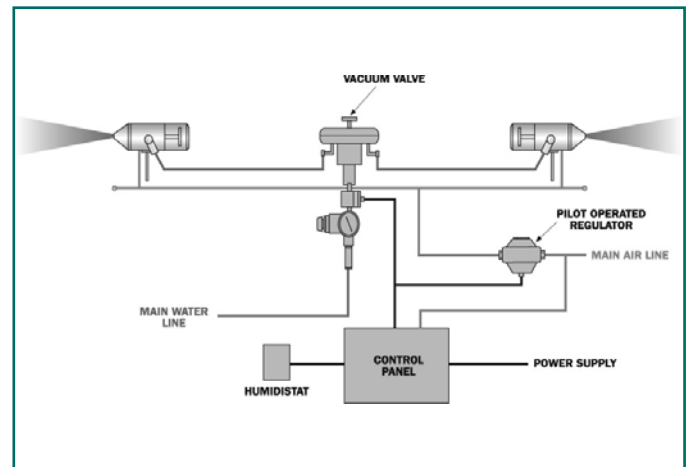 VACUUM VALVE
PILOT OPERATED
REGULATOR
MAIN AIR LINE
MAIN WATER
LINE
CONTROL
PANEL
POWER SUPPLY
HUMIDISTAT